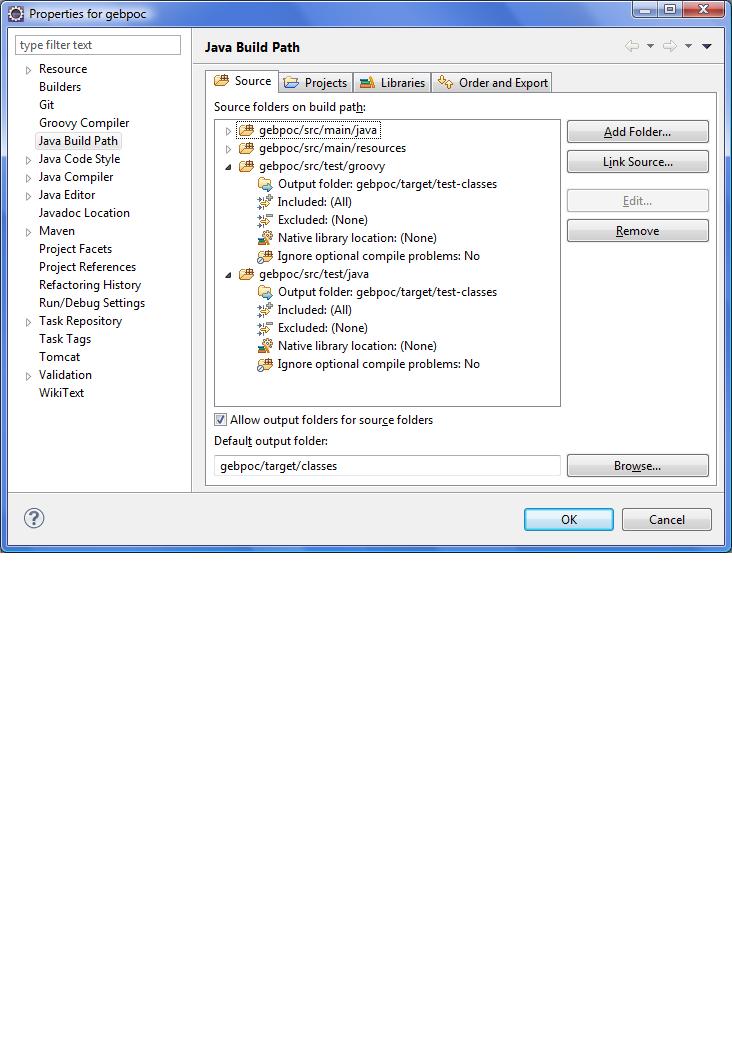 Properties for gebpoc
type filter text
Resource
Builders
Git
Groovy Compiler
Java Build Path
Java Code Style
Java Compiler
Java Editor
Javadoc Location
Maven
Project Facets
Project References
Refactoring History
Run/Debug Settings
Task Repository
Task Tags
Tomcat
Validation
WikiText
Java Build Path
Source
Projects
Libraries
Order and Export
Source folders on build path:
gebpoc/src/main/java
gebpoc/src/main/resources
gebpoc/src/test/groovy
Output folder: gebpoc/target/test-classes
Included: (All)
Excluded: (None)
Native library location: (None)
Ignore optional compile problems: No
gebpoc/src/test/java
Output folder: gebpoc/target/test-classes
Included: (All)
Excluded: (None)
Native library location: (None)
Ignore optional compile problems: No
Add Folder...
Link Source...
Edit...
Remove
Allow output folders for source folders
Default output folder:
gebpoc/target/classes
Browse...
?
OK
Cancel